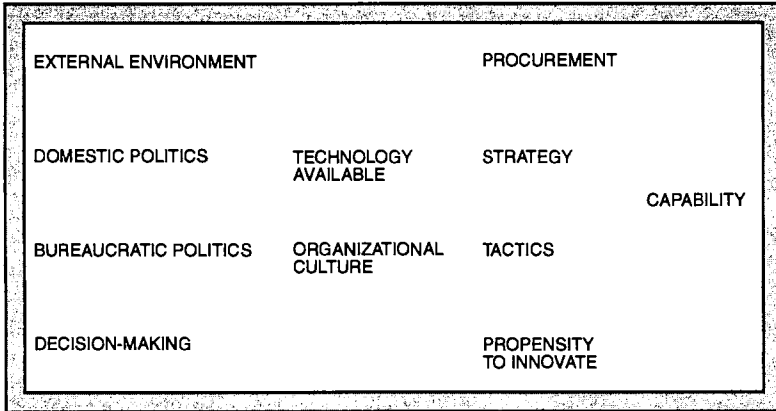 EXTERNAL ENVIRONMENT
PROCUREMENT
DOMESTIC POLITICS
TECHNOLOGY
AVAILABLE
STRATEGY
CAPABILITY
BUREAUCRATIC POLITICS
ORGANIZATIONAL
CULTURE
TACTICS
DECISION-MAKING
PROPENSITY
TO INNOVATE